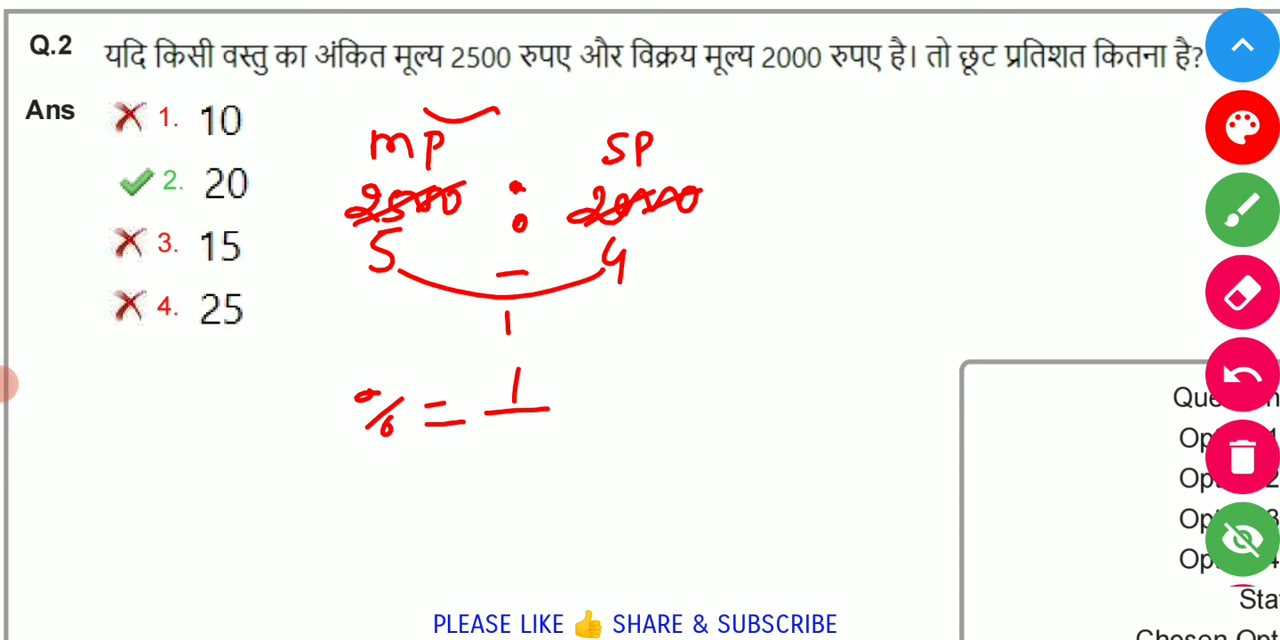 Q.2 यदि किसी वस्तु का अंकित मूल्य 2500 रुपए और विक्रय मूल्य 2000 रुपए है। तो छूट प्रतिशत कितना है?
Ans
1. 10
2. 20
3. 15
4. 25
MP SP
2500 : 2000
5 - 4
1
% = 1
PLEASE LIKE 👍 SHARE & SUBSCRIBE